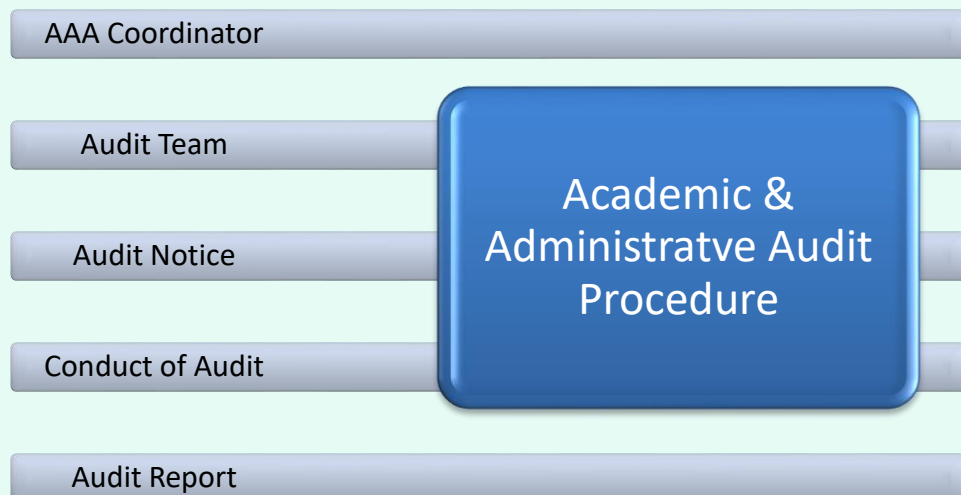 AAA Coordinator
Audit Team
Audit Notice
Conduct of Audit
Audit Report
Academic &
Administratve Audit
Procedure